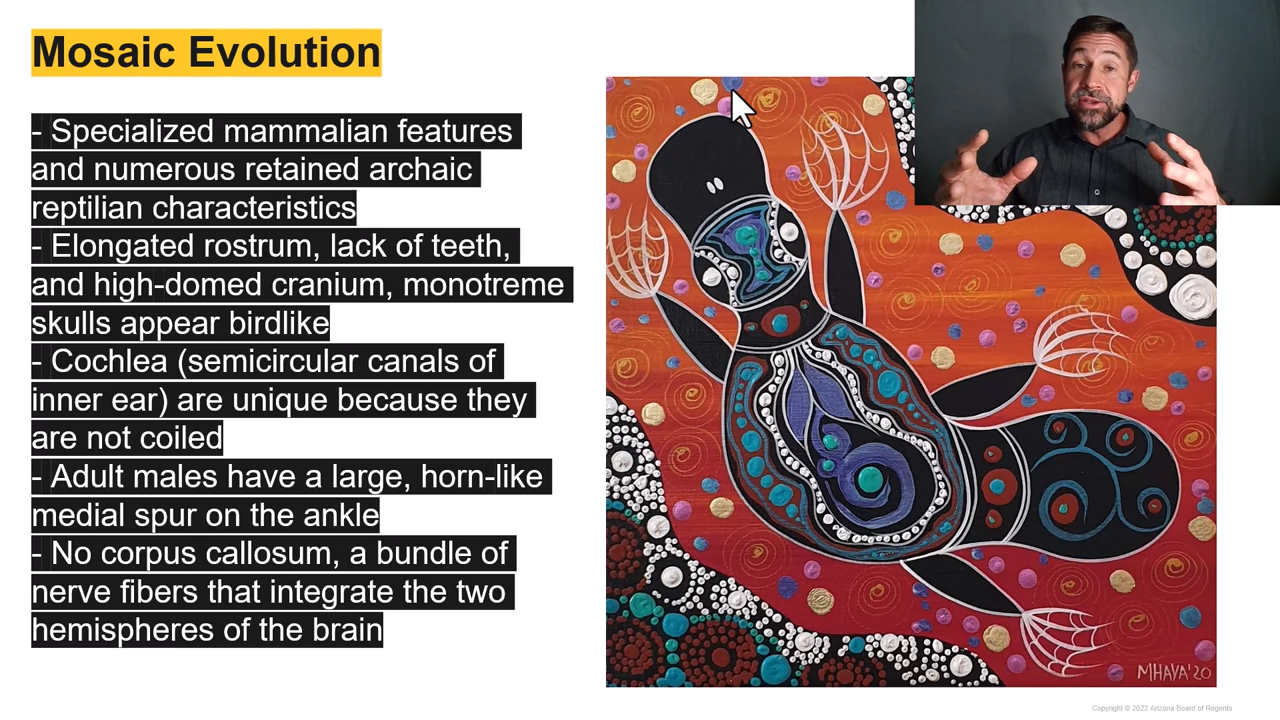 Mosaic Evolution
- Specialized mammalian features
and numerous retained archaic
reptilian characteristics
- Elongated rostrum, lack of teeth,
and high-domed cranium, monotreme
skulls appear birdlike
- Cochlea (semicircular canals of
inner ear) are unique because they
are not coiled
- Adult males have a large, horn-like
medial spur on the ankle
- No corpus callosum, a bundle of
nerve fibers that integrate the two
hemispheres of the brain
MHAYA'20
Copyright © 2022 Arizona Board of Regents